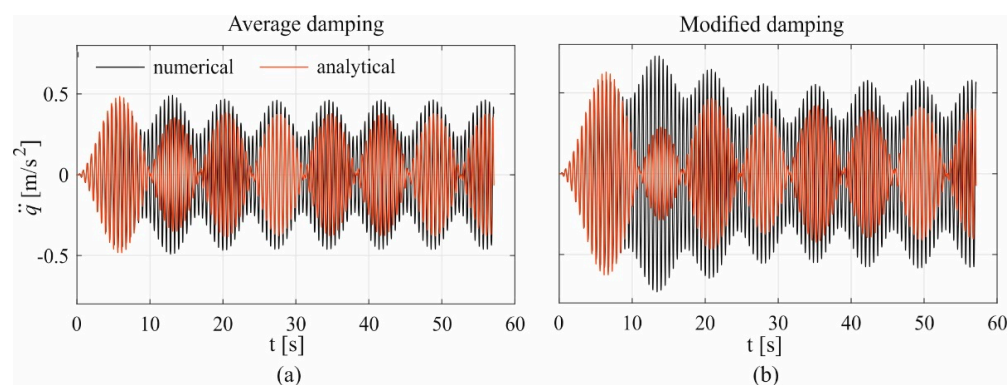 Average damping
Modified damping
numerical
analytical
0.5
0
-0.5
q̈ [m/s²]
0 10 20 30 40 50 60
0 10 20 30 40 50 60
t [s]
t [s]
(a)
(b)